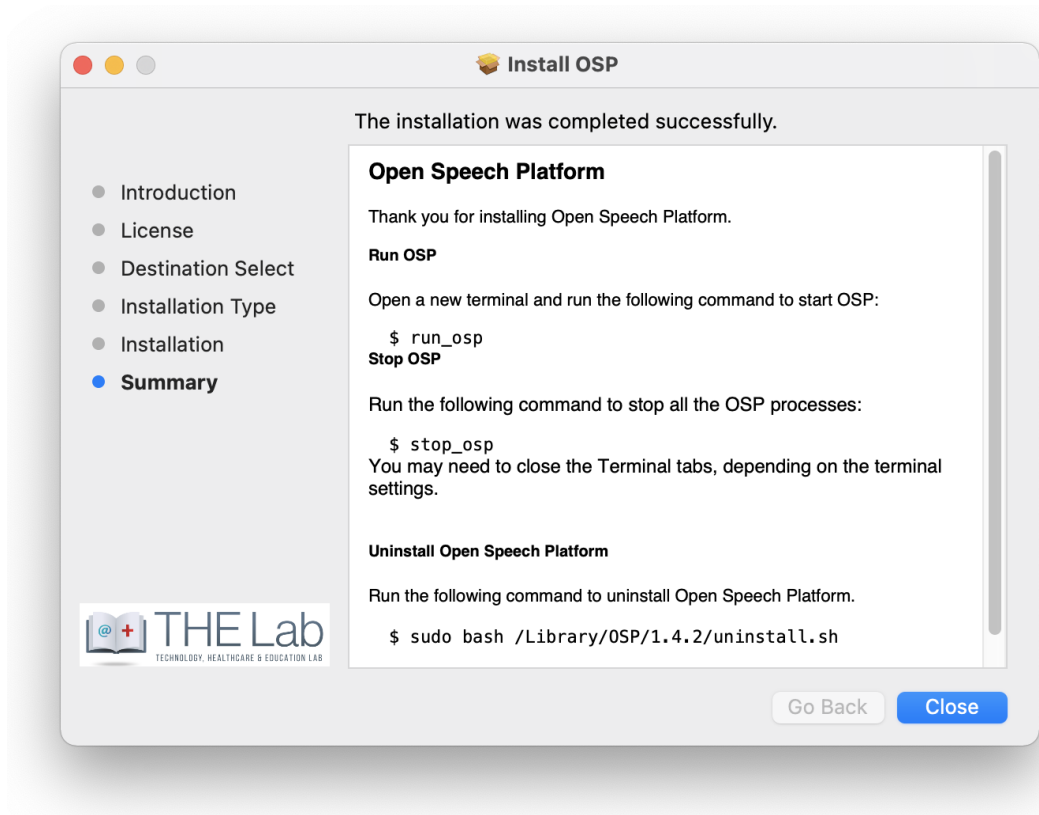 Install OSP
The installation was completed successfully.
Introduction
License
Destination Select
Installation Type
Installation
Summary
Open Speech Platform
Thank you for installing Open Speech Platform.
Run OSP
Open a new terminal and run the following command to start OSP:
$ run_osp
Stop OSP
Run the following command to stop all the OSP processes:
$ stop_osp
You may need to close the Terminal tabs, depending on the terminal
settings.
Uninstall Open Speech Platform
Run the following command to uninstall Open Speech Platform.
$ sudo bash /Library/OSP/1.4.2/uninstall.sh
@ + THE Lab
TECHNOLOGY, HEALTHCARE & EDUCATION LAB
Go Back
Close